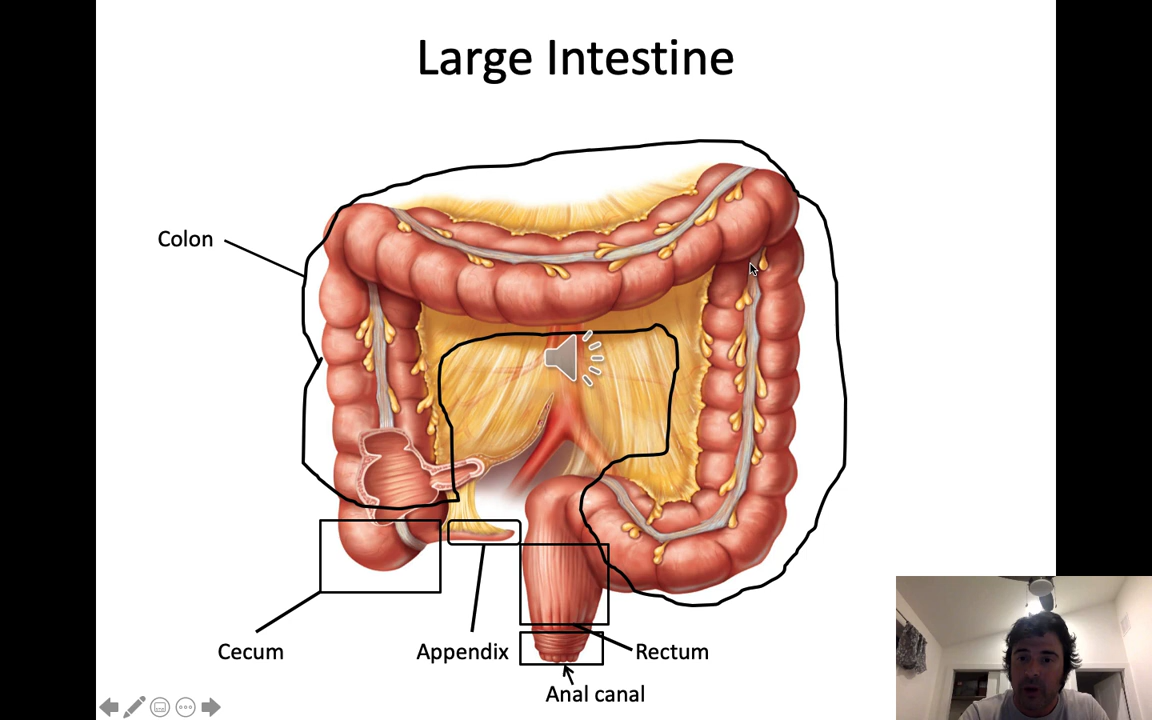 Large Intestine
Colon
Cecum
Appendix
Rectum
Anal canal